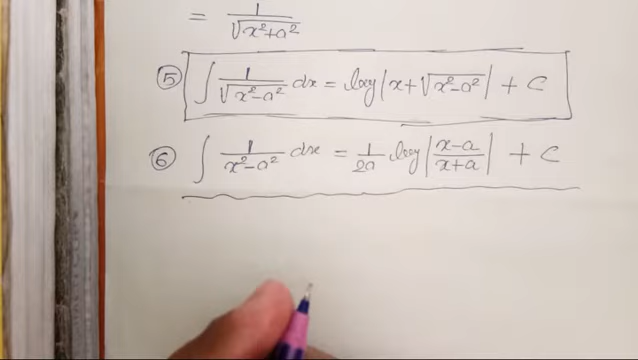 = 1/√(x²+a²)
⑤ ∫ 1/√(x²-a²) dx = log|x+√(x²-a²)| + C
⑥ ∫ 1/(x²-a²) dx = 1/2a log|(x-a)/(x+a)| + C